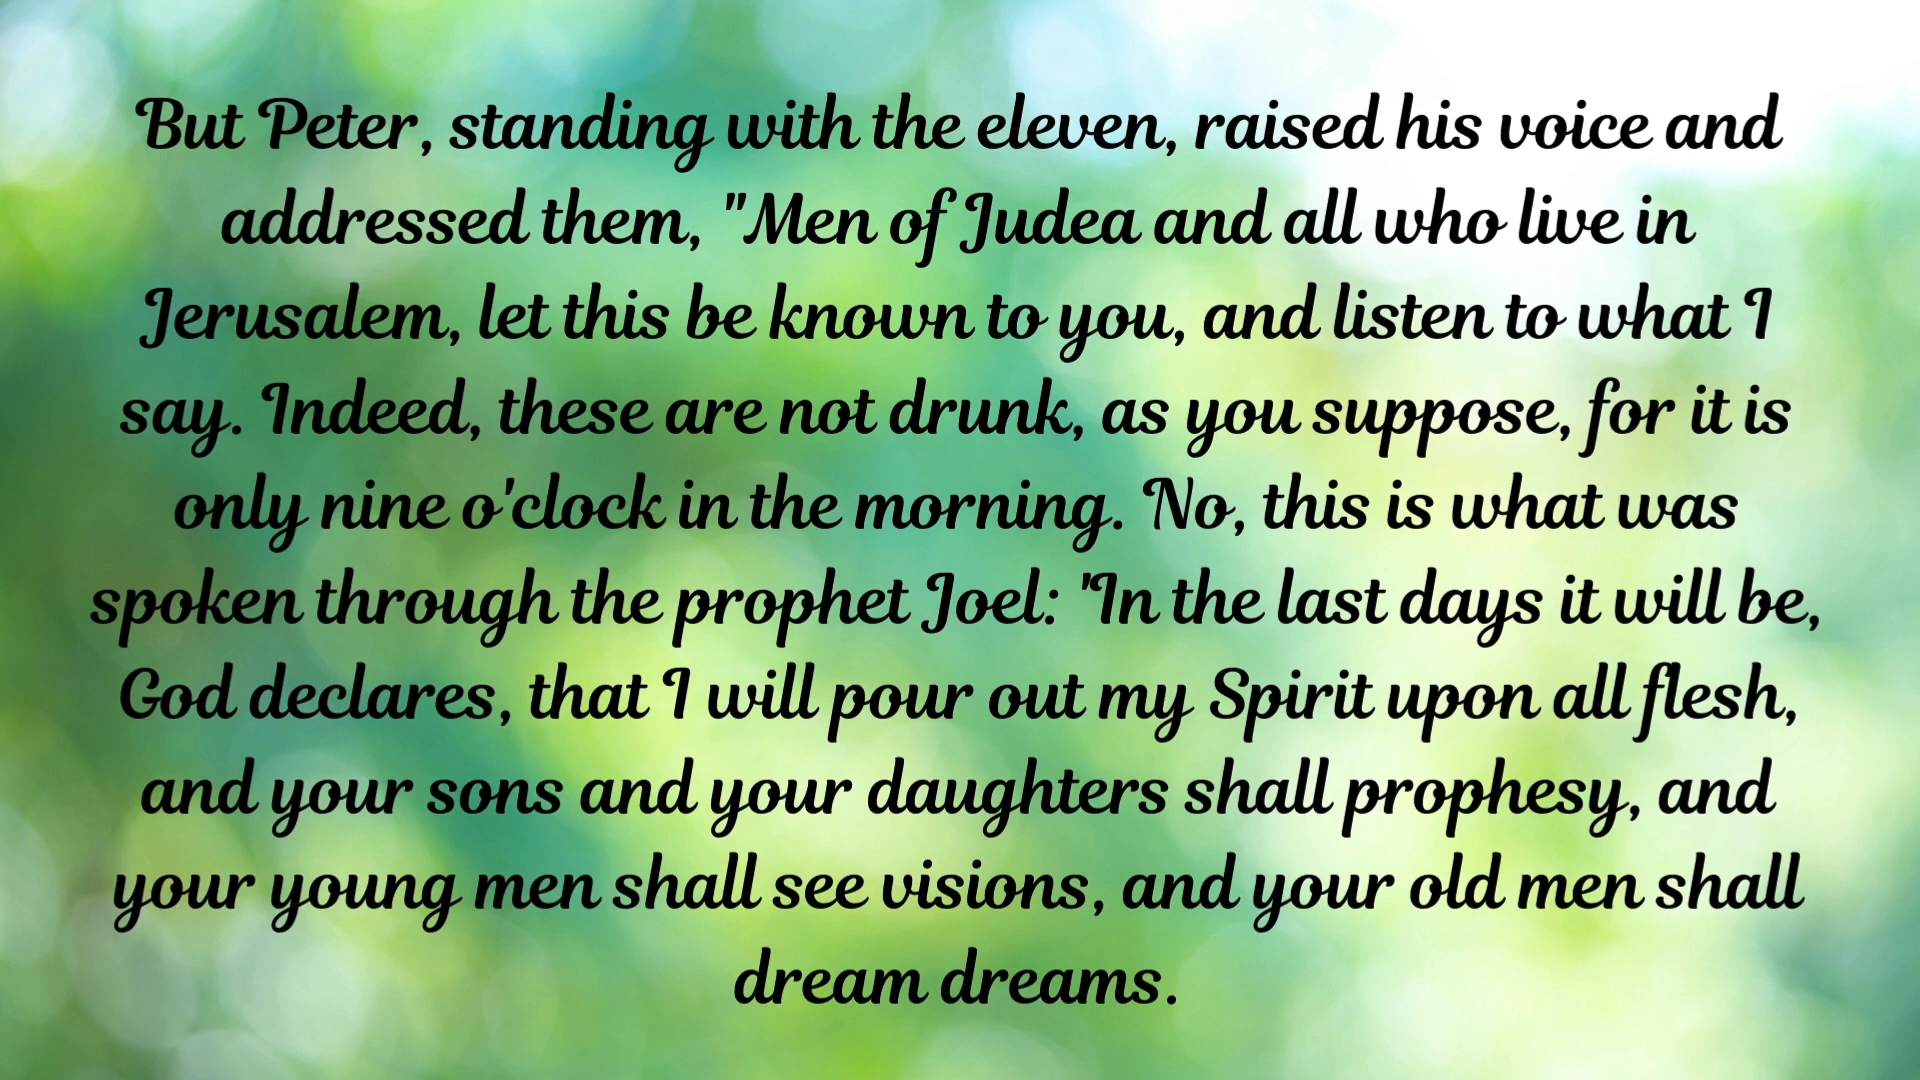 But Peter, standing with the eleven, raised his voice and
addressed them, "Men of Judea and all who live in
Jerusalem, let this be known to you, and listen to what I
say. Indeed, these are not drunk, as you suppose, for it is
only nine o'clock in the morning. No, this is what was
spoken through the prophet Joel: 'In the last days it will be,
God declares, that I will pour out my Spirit upon all flesh,
and your sons and your daughters shall prophesy, and
your young men shall see visions, and your old men shall
dream dreams.